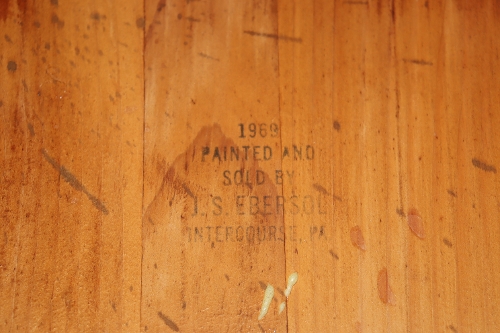 1969
PAINTED AND
SOLD BY
J. S. EBERSOL
INTERCOURSE, PA.